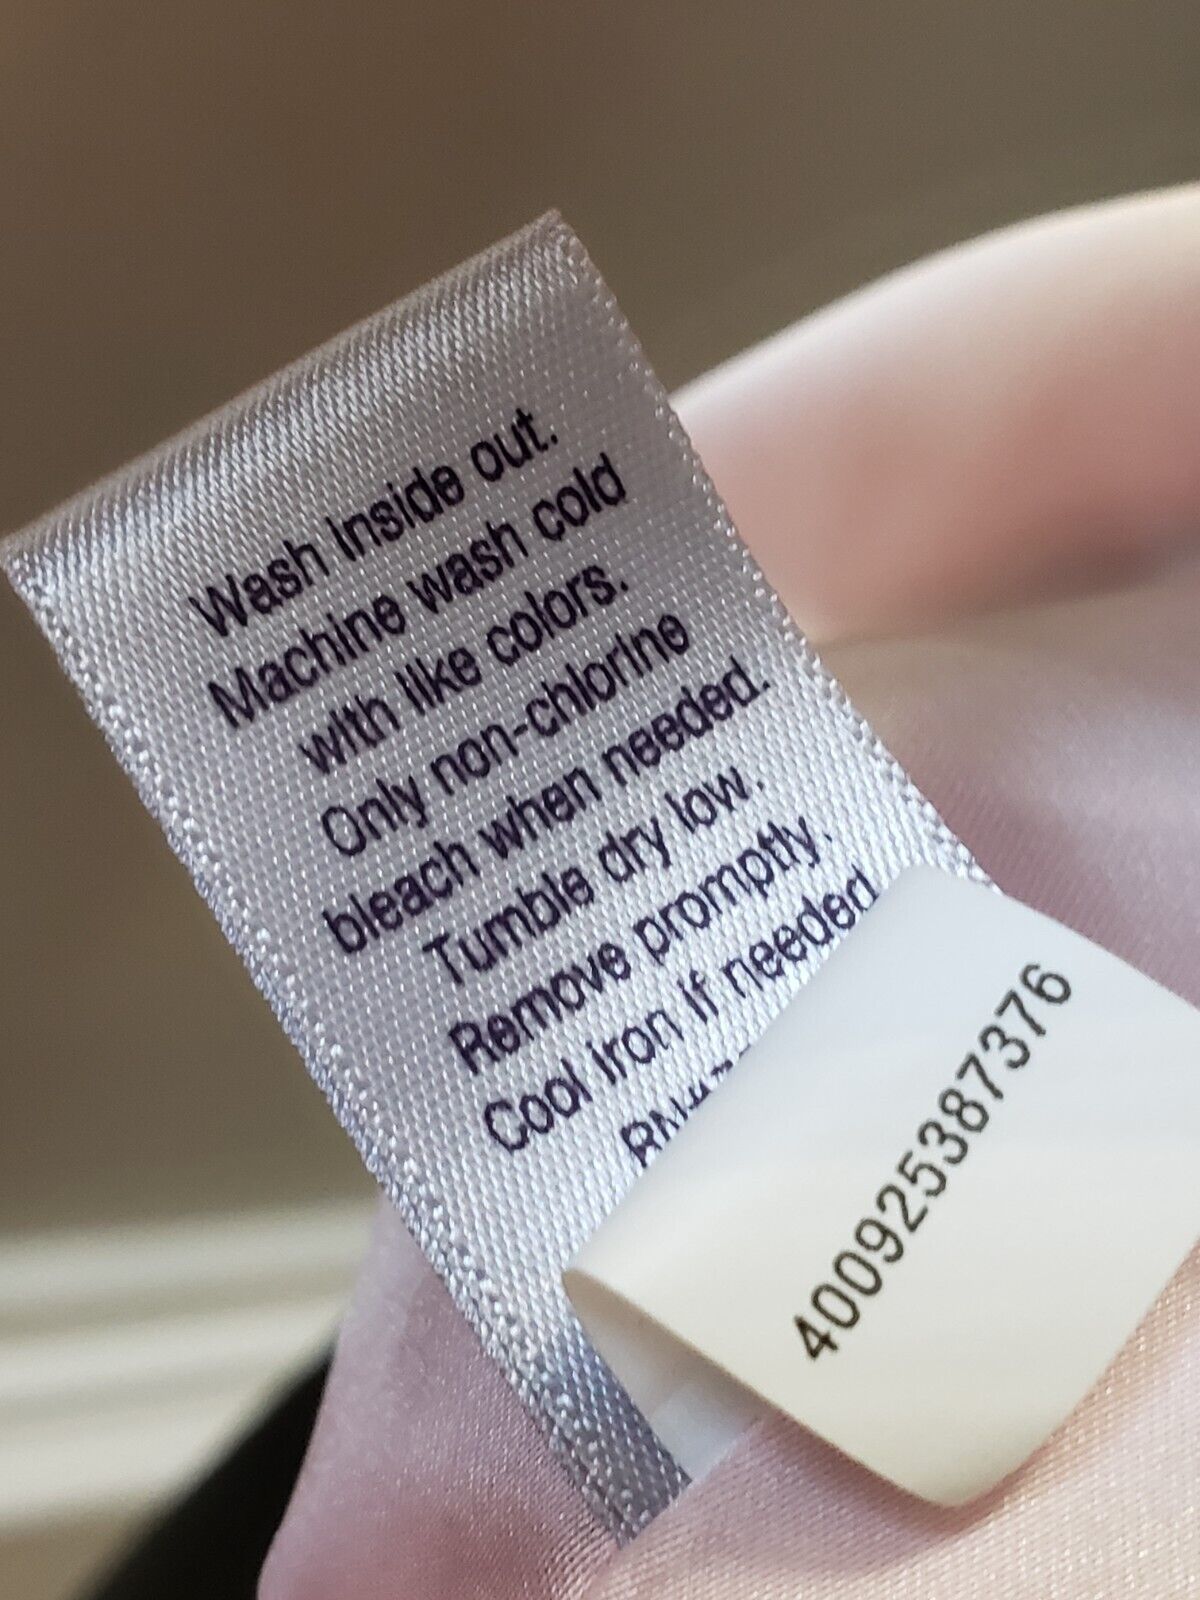 Wash inside out.
Machine wash cold
with like colors.
Only non-chlorine
bleach when needed.
Tumble dry low.
Remove promptly.
Cool iron if needed
400925387376